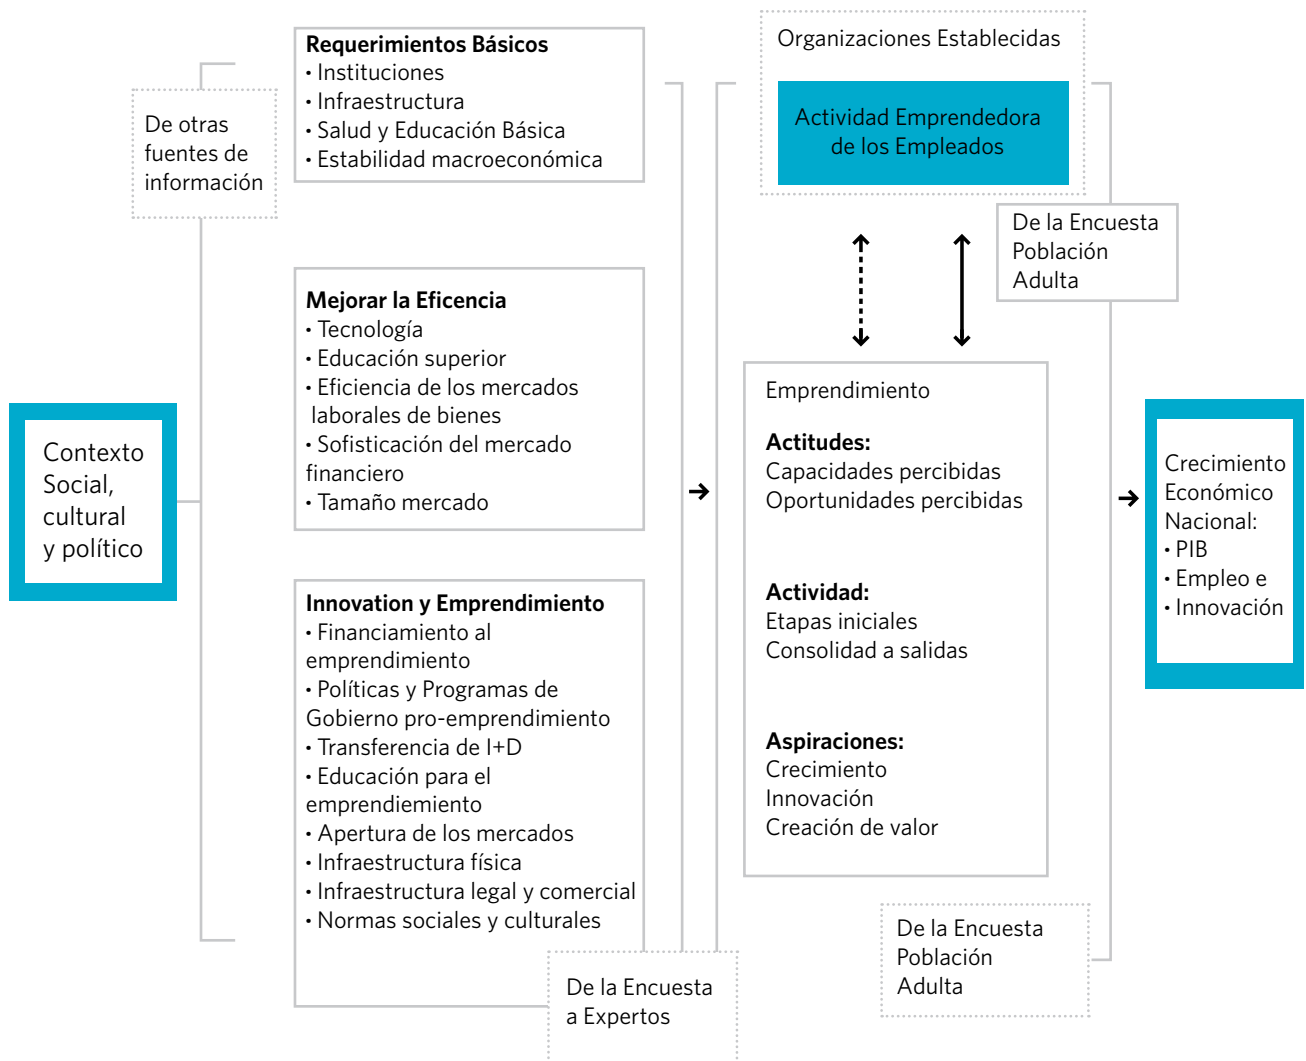 Contexto
Social,
cultural
y político
De otras
fuentes de
información
Requerimientos Básicos
• Instituciones
• Infraestructura
• Salud y Educación Básica
• Estabilidad macroeconómica
Mejorar la Eficencia
• Tecnología
• Educación superior
• Eficiencia de los mercados
laborales de bienes
• Sofisticación del mercado
financiero
• Tamaño mercado
Innovation y Emprendimiento
• Financiamiento al
emprendimiento
• Políticas y Programas de
Gobierno pro-emprendimiento
• Transferencia de I+D
• Educación para el
emprendiemiento
• Apertura de los mercados
• Infraestructura física
• Infraestructura legal y comercial
• Normas sociales y culturales
De la Encuesta
a Expertos
Organizaciones Establecidas
Actividad Emprendedora
de los Empleados
De la Encuesta
Población
Adulta
Emprendimiento
Actitudes:
Capacidades percibidas
Oportunidades percibidas
Actividad:
Etapas iniciales
Consolidad a salidas
Aspiraciones:
Crecimiento
Innovación
Creación de valor
De la Encuesta
Población
Adulta
Crecimiento
Económico
Nacional:
• PIB
• Empleo e
• Innovación